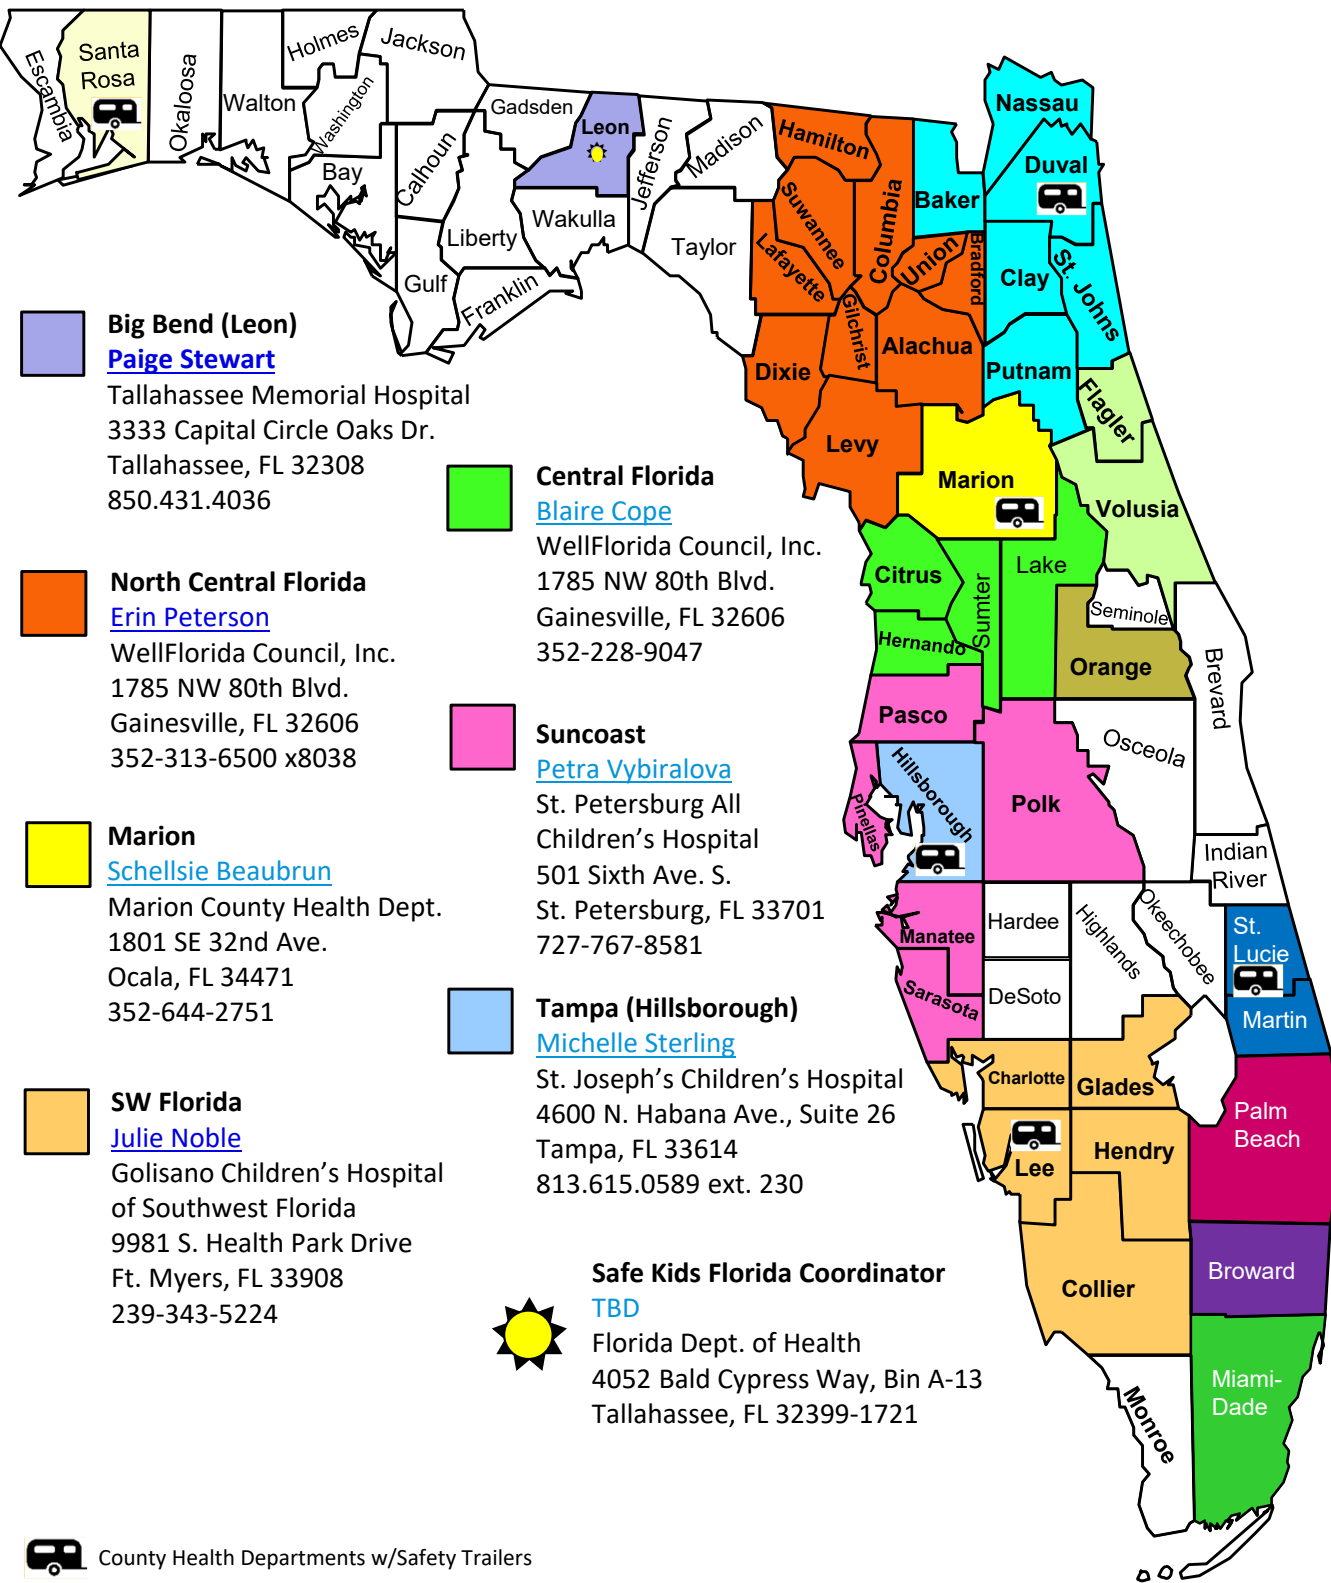 Escambia
Santa
Rosa
Okaloosa
Walton
Holmes
Jackson
Washington
Bay
Calhoun
Gulf
Gadsden
Liberty
Franklin
Leon
Wakulla
Jefferson
Madison
Taylor
Hamilton
Suwannee
Lafayette
Columbia
Union
Bradford
Gilchrist
Dixie
Alachua
Levy
Baker
Nassau
Duval
Clay
St. Johns
Putnam
Flagler
Marion
Volusia
Citrus
Sumter
Lake
Hernando
Seminole
Orange
Brevard
Pasco
Osceola
Hillsborough
Pinellas
Polk
Indian
River
Manatee
Hardee
Highlands
Okeechobee
St.
Lucie
Sarasota
DeSoto
Martin
Charlotte
Glades
Palm
Beach
Lee
Hendry
Collier
Broward
Miami-
Dade
Monroe
Big Bend (Leon)
Paige Stewart
Tallahassee Memorial Hospital
3333 Capital Circle Oaks Dr.
Tallahassee, FL 32308
850.431.4036
North Central Florida
Erin Peterson
WellFlorida Council, Inc.
1785 NW 80th Blvd.
Gainesville, FL 32606
352-313-6500 x8038
Marion
Schellsie Beaubrun
Marion County Health Dept.
1801 SE 32nd Ave.
Ocala, FL 34471
352-644-2751
SW Florida
Julie Noble
Golisano Children’s Hospital
of Southwest Florida
9981 S. Health Park Drive
Ft. Myers, FL 33908
239-343-5224
Central Florida
Blaire Cope
WellFlorida Council, Inc.
1785 NW 80th Blvd.
Gainesville, FL 32606
352-228-9047
Suncoast
Petra Vybiralova
St. Petersburg All
Children’s Hospital
501 Sixth Ave. S.
St. Petersburg, FL 33701
727-767-8581
Tampa (Hillsborough)
Michelle Sterling
St. Joseph’s Children’s Hospital
4600 N. Habana Ave., Suite 26
Tampa, FL 33614
813.615.0589 ext. 230
Safe Kids Florida Coordinator
TBD
Florida Dept. of Health
4052 Bald Cypress Way, Bin A-13
Tallahassee, FL 32399-1721
County Health Departments w/Safety Trailers